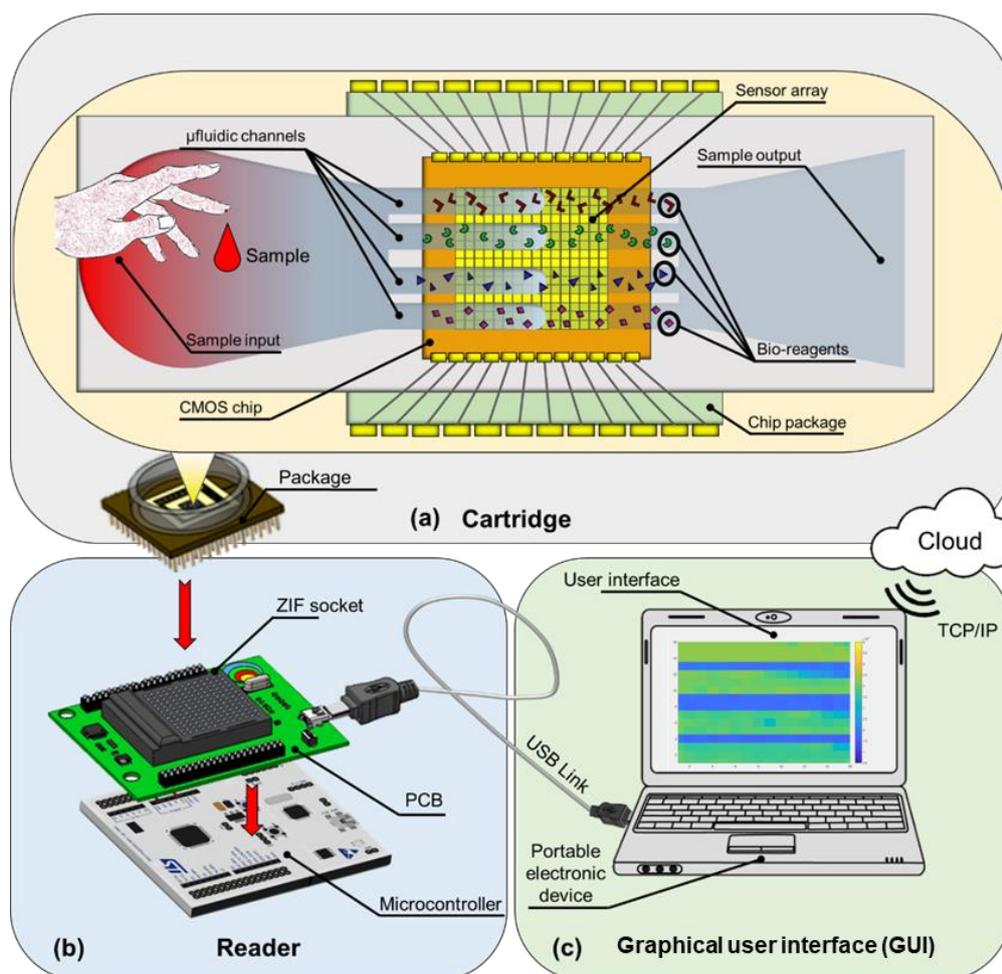 Sensor array
µfluidic channels
Sample output
Sample
Sample input
Bio-reagents
CMOS chip
Chip package
Package
(a) Cartridge
Cloud
User interface
ZIF socket
TCP/IP
USB Link
PCB
Portable
electronic
device
Microcontroller
(b) Reader
(c) Graphical user interface (GUI)